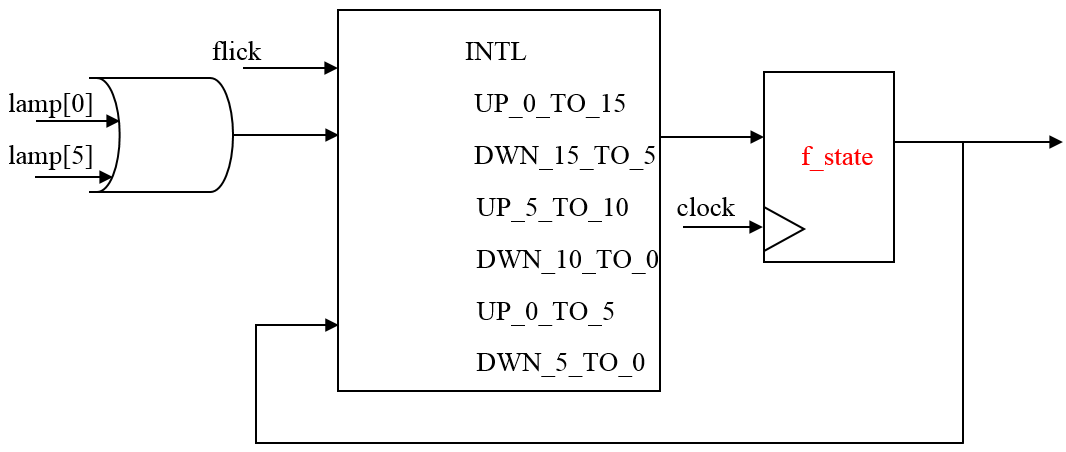 flick
lamp[0]
lamp[5]
INTL
UP_0_TO_15
DWN_15_TO_5
UP_5_TO_10
DWN_10_TO_0
UP_0_TO_5
DWN_5_TO_0
clock
f_state